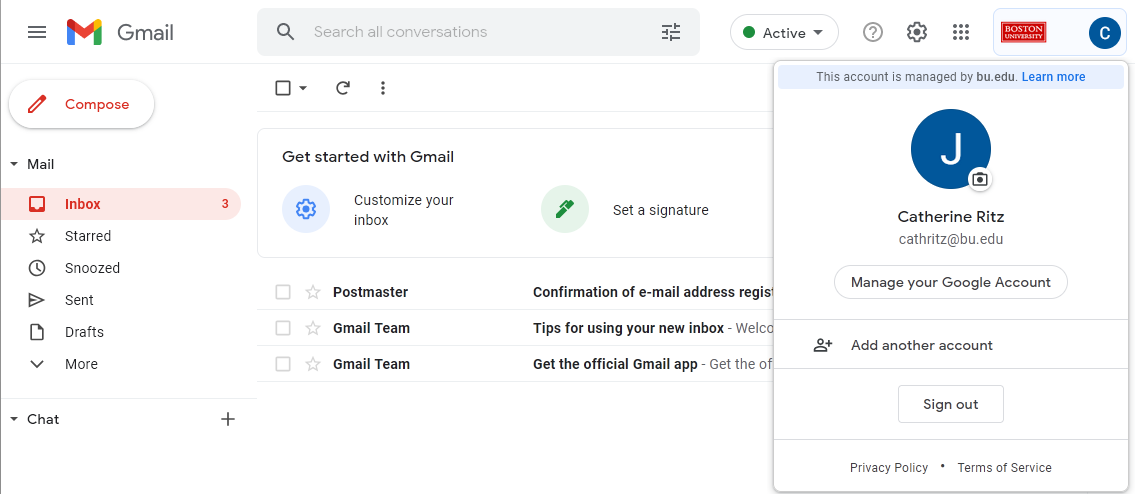 Gmail
Search all conversations
Active
BOSTON
UNIVERSITY
C
This account is managed by bu.edu. Learn more
Compose
J
Get started with Gmail
Mail
Customize your
inbox
Set a signature
Inbox 3
Catherine Ritz
Starred
cathritz@bu.edu
Snoozed
Manage your Google Account
Sent
Postmaster Confirmation of e-mail address regist
Drafts
Gmail Team Tips for using your new inbox - Welco
Add another account
More
Gmail Team Get the official Gmail app - Get the of
Sign out
Chat
Privacy Policy • Terms of Service